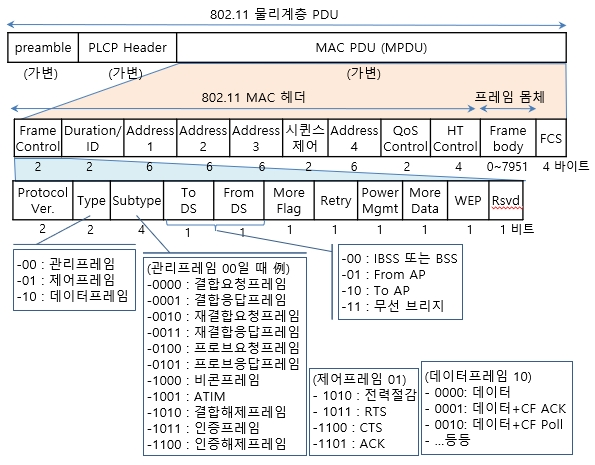 802.11 물리계층 PDU
preamble PLCP Header MAC PDU (MPDU)
(가변) (가변) (가변)
802.11 MAC 헤더 프레임 몸체
Frame Control Duration/ID Address 1 Address 2 Address 3 시퀀스 제어 Address 4 QoS Control HT Control Frame body FCS
2 2 6 6 6 2 6 2 4 0~7951 4 바이트
Protocol Ver. Type Subtype To DS From DS More Flag Retry Power Mgmt More Data WEP Rsvd
2 2 4 1 1 1 1 1 1 1 1 비트
-00 : 관리프레임
-01 : 제어프레임
-10 : 데이터프레임
(관리프레임 00일 때 例)
-0000 : 결합요청프레임
-0001 : 결합응답프레임
-0010 : 재결합요청프레임
-0011 : 재결합응답프레임
-0100 : 프로브요청프레임
-0101 : 프로브응답프레임
-1000 : 비콘프레임
-1001 : ATIM
-1010 : 결합해제프레임
-1011 : 인증프레임
-1100 : 인증해제프레임
-00 : IBSS 또는 BSS
-01 : From AP
-10 : To AP
-11 : 무선 브리지
(제어프레임 01)
- 1010 : 전력절감
- 1011 : RTS
-1100 : CTS
-1101 : ACK
(데이터프레임 10)
- 0000: 데이터
- 0001: 데이터+CF ACK
- 0010: 데이터+CF Poll
- ...등등